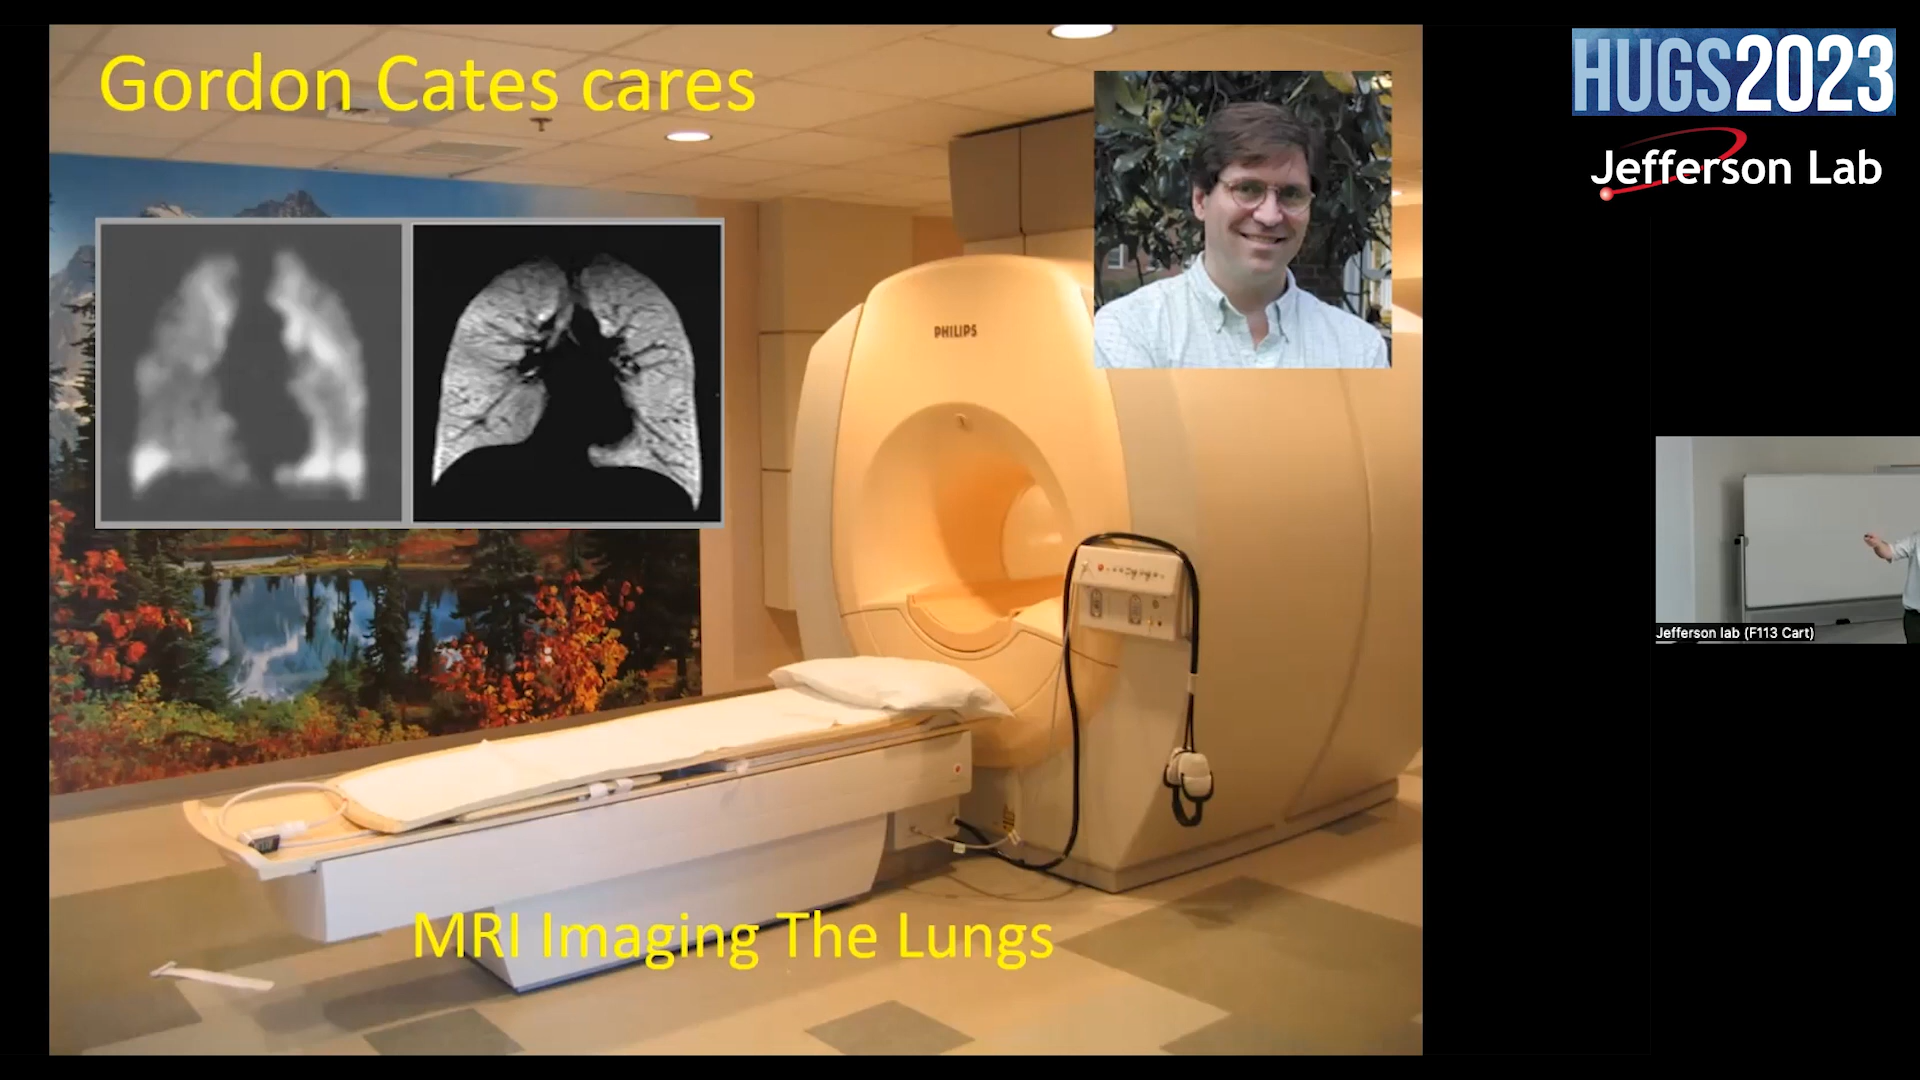 Gordon Cates cares
HUGS2023
Jefferson Lab
PHILIPS
Jefferson lab (F113 Cart)
MRI Imaging The Lungs